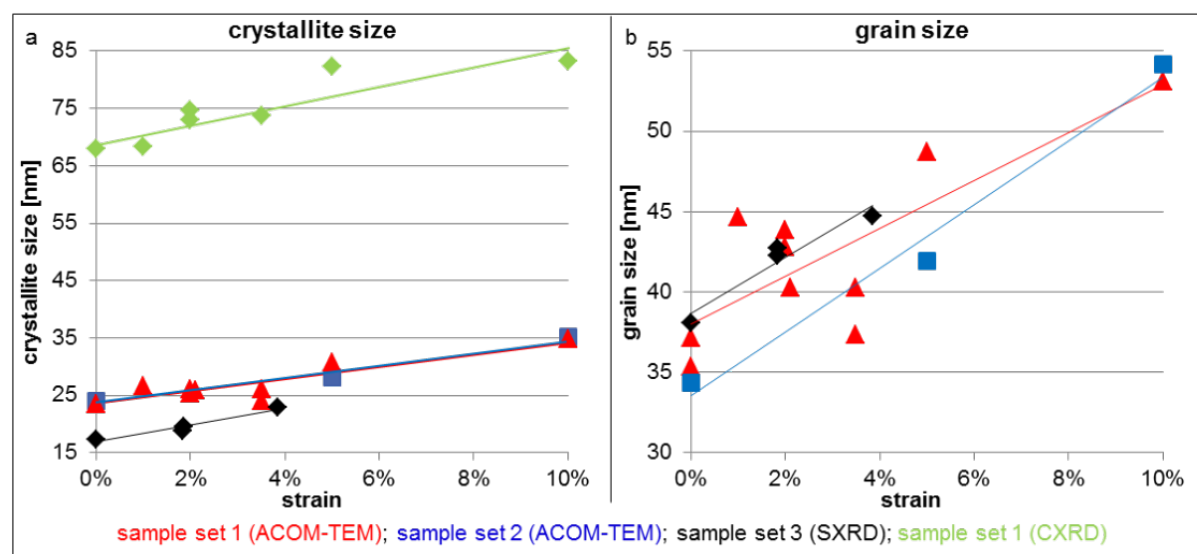 a crystallite size
85
75
65
55
45
35
25
15
crystallite size [nm]
0% 2% 4% 6% 8% 10%
strain
b grain size
55
50
45
40
35
30
grain size [nm]
0% 2% 4% 6% 8% 10%
strain
sample set 1 (ACOM-TEM); sample set 2 (ACOM-TEM); sample set 3 (SXRD); sample set 1 (CXRD)